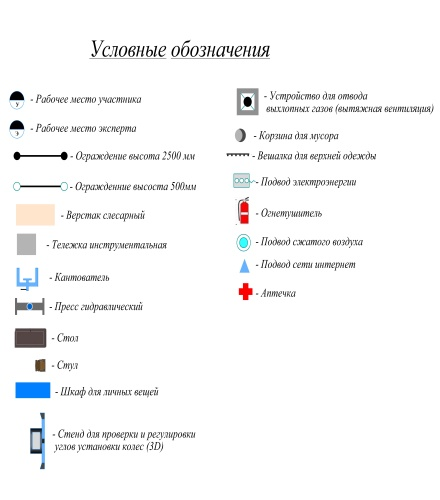 Условные обозначения
У - Рабочее место участника
Э - Рабочее место эксперта
- Ограждение высота 2500 мм
- Ограждениние высоста 500мм
- Верстак слесарный
- Тележка инструментальная
- Кантователь
- Пресс гидравлический
- Стол
- Стул
- Шкаф для личных вещей
- Стенд для проверки и регулировки
углов установки колес (3D)
- Устройство для отвода
выхлопных газов (вытяжная вентиляция)
- Корзина для мусора
- Вешалка для верхней одежды
- Подвод электроэнергии
- Огнетушитель
- Подвод сжатого воздуха
- Подвод сети интернет
- Аптечка